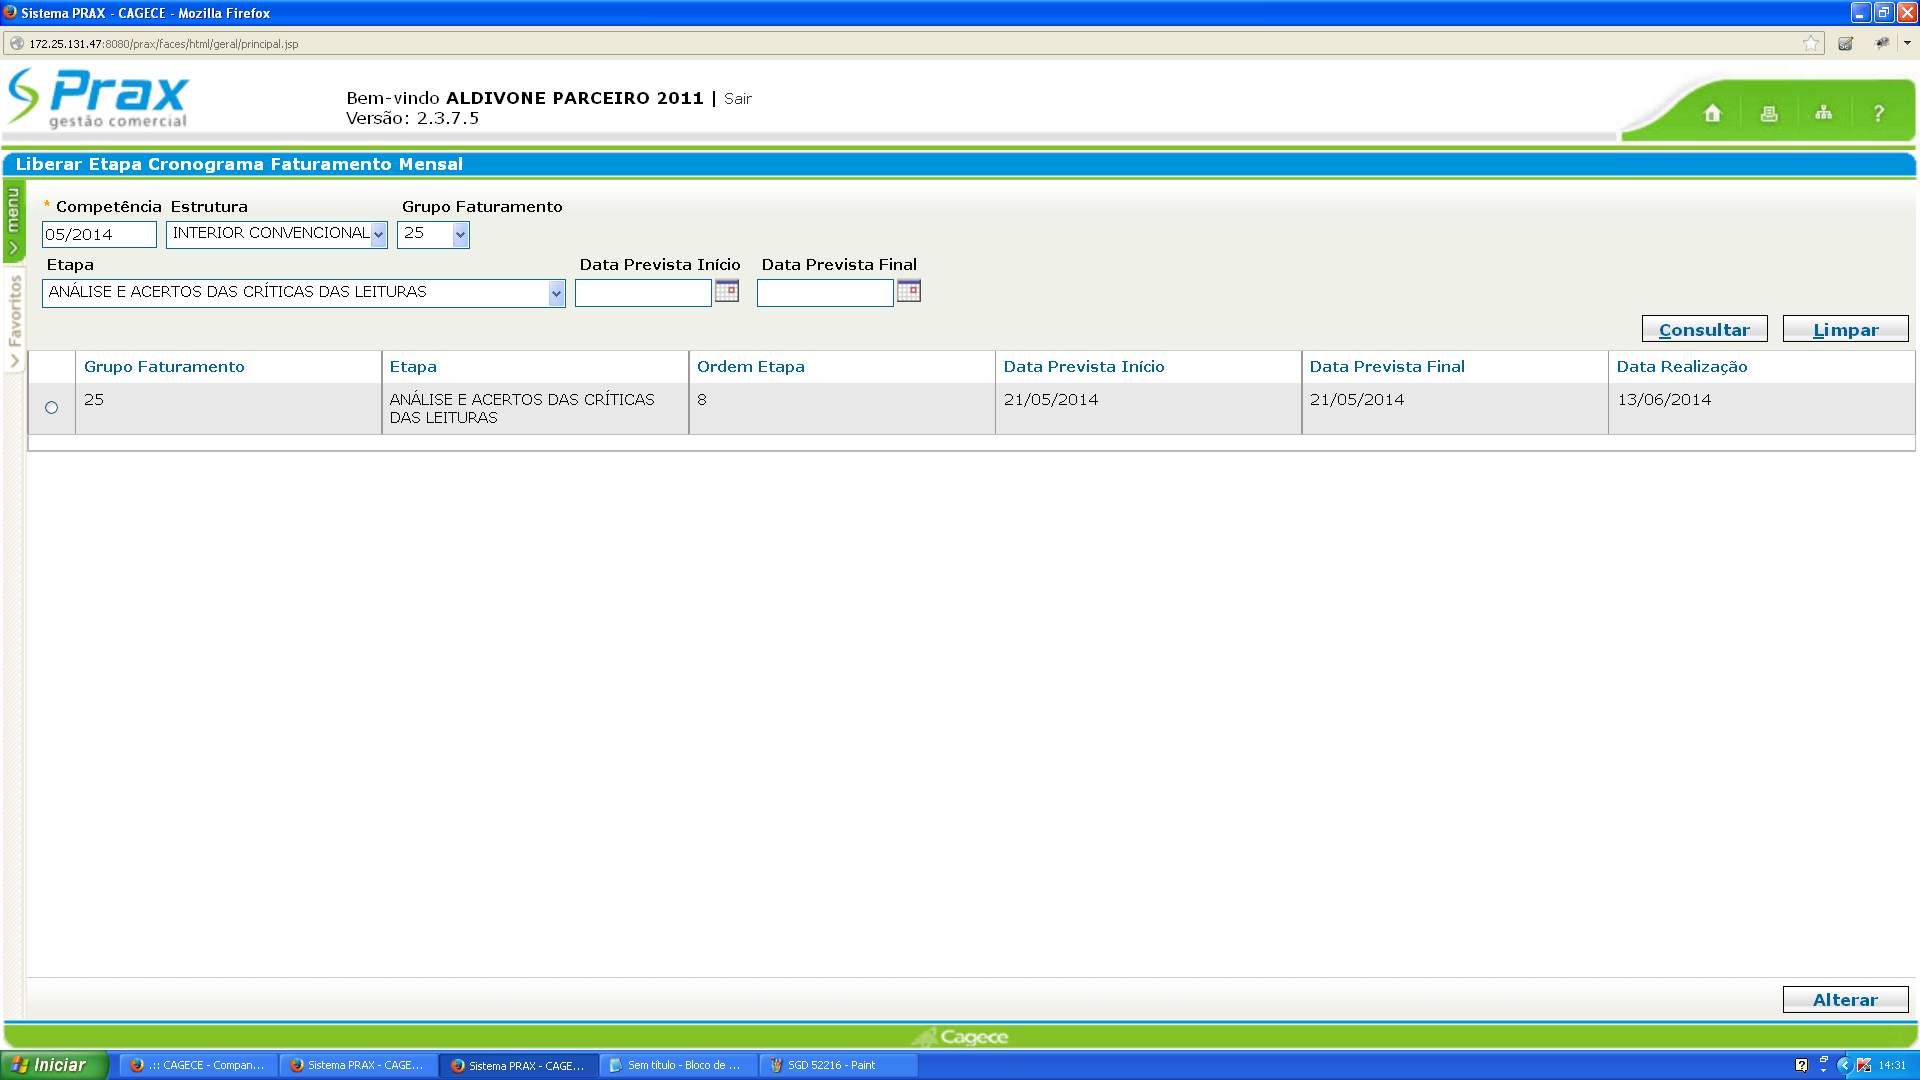 Sistema PRAX - CAGECE - Mozilla Firefox
172.25.131.47:8080/prax/faces/html/geral/principal.jsp
Prax
gestão comercial
Bem-vindo ALDIVONE PARCEIRO 2011 | Sair
Versão: 2.3.7.5
?
Liberar Etapa Cronograma Faturamento Mensal
menu
Favoritos
* Competência Estrutura Grupo Faturamento
05/2014 INTERIOR CONVENCIONAL 25
Etapa Data Prevista Início Data Prevista Final
ANÁLISE E ACERTOS DAS CRÍTICAS DAS LEITURAS
Consultar Limpar
Grupo Faturamento Etapa Ordem Etapa Data Prevista Início Data Prevista Final Data Realização
25 ANÁLISE E ACERTOS DAS CRÍTICAS DAS LEITURAS 8 21/05/2014 21/05/2014 13/06/2014
Alterar
Cagece
Iniciar .:: CAGECE - Compan... Sistema PRAX - CAGE... Sistema PRAX - CAGE... Sem título - Bloco de ... SGD 52216 - Paint 14:31